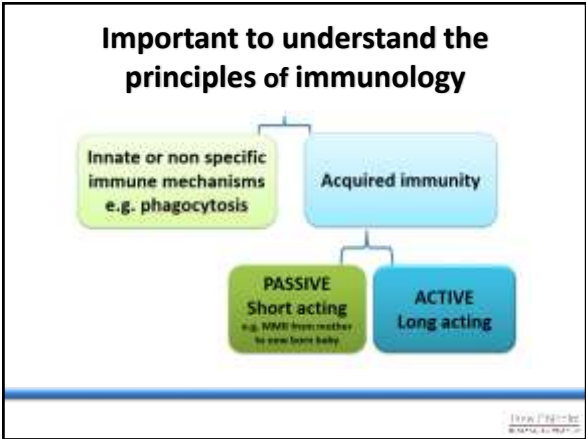 Important to understand the
principles of immunology
Innate or non specific
immune mechanisms
e.g. phagocytosis
Acquired immunity
PASSIVE
Short acting
e.g. MMR from mother
to new born baby
ACTIVE
Long acting